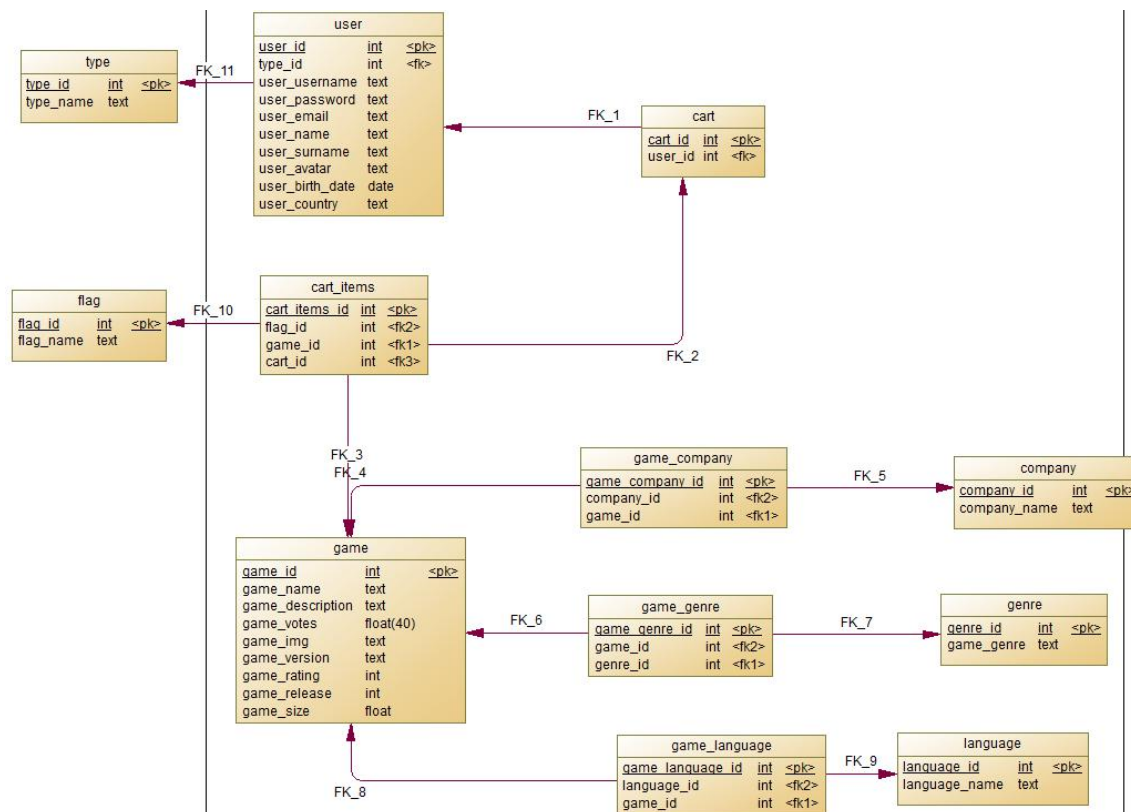 user
user_id int <pk>
type_id int <fk>
user_username text
user_password text
user_email text
user_name text
user_surname text
user_avatar text
user_birth_date date
user_country text
type
type_id int <pk>
type_name text
FK_11
FK_1
cart
cart_id int <pk>
user_id int <fk>
flag
flag_id int <pk>
flag_name text
FK_10
cart_items
cart_items_id int <pk>
flag_id int <fk2>
game_id int <fk1>
cart_id int <fk3>
FK_2
FK_3
FK_4
game_company
game_company_id int <pk>
company_id int <fk2>
game_id int <fk1>
FK_5
company
company_id int <pk>
company_name text
game
game_id int <pk>
game_name text
game_description text
game_votes float(40)
game_img text
game_version text
game_rating int
game_release int
game_size float
FK_6
game_genre
game_genre_id int <pk>
game_id int <fk2>
genre_id int <fk1>
FK_7
genre
genre_id int <pk>
game_genre text
FK_8
game_language
game_language_id int <pk>
language_id int <fk2>
game_id int <fk1>
FK_9
language
language_id int <pk>
language_name text